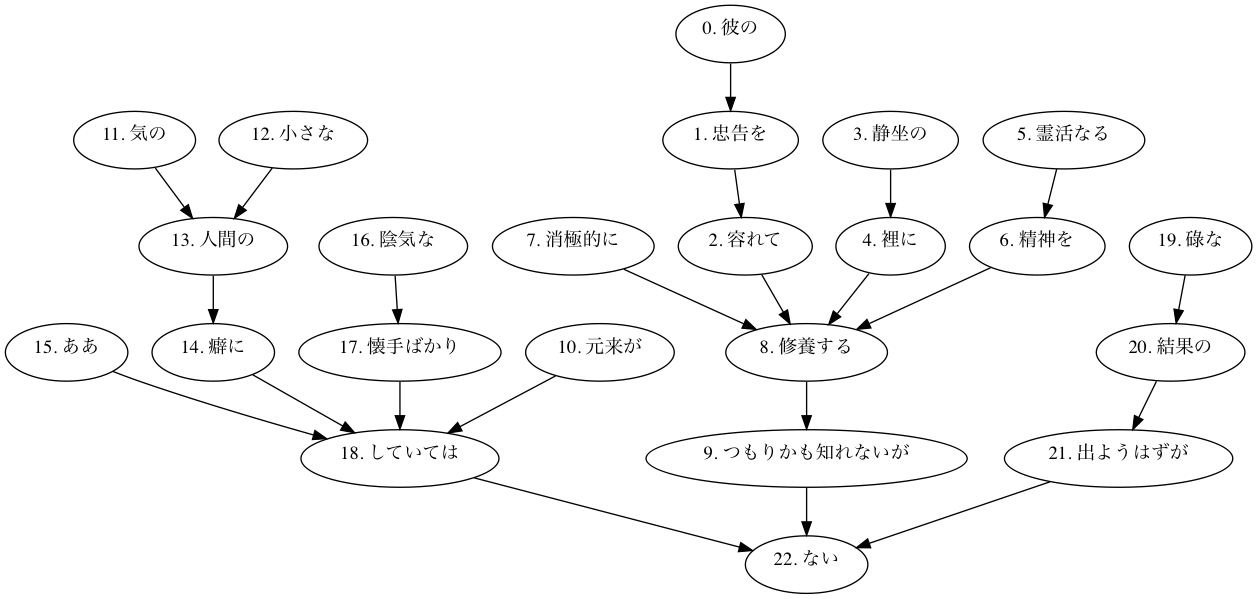 0. 彼の
11. 気の
12. 小さな
1. 忠告を
3. 静坐の
5. 霊活なる
13. 人間の
16. 陰気な
7. 消極的に
2. 容れて
4. 裡に
6. 精神を
19. 碌な
15. ああ
14. 癖に
17. 懐手ばかり
10. 元来が
8. 修養する
20. 結果の
18. していては
9. つもりかも知れないが
21. 出ようはずが
22. ない